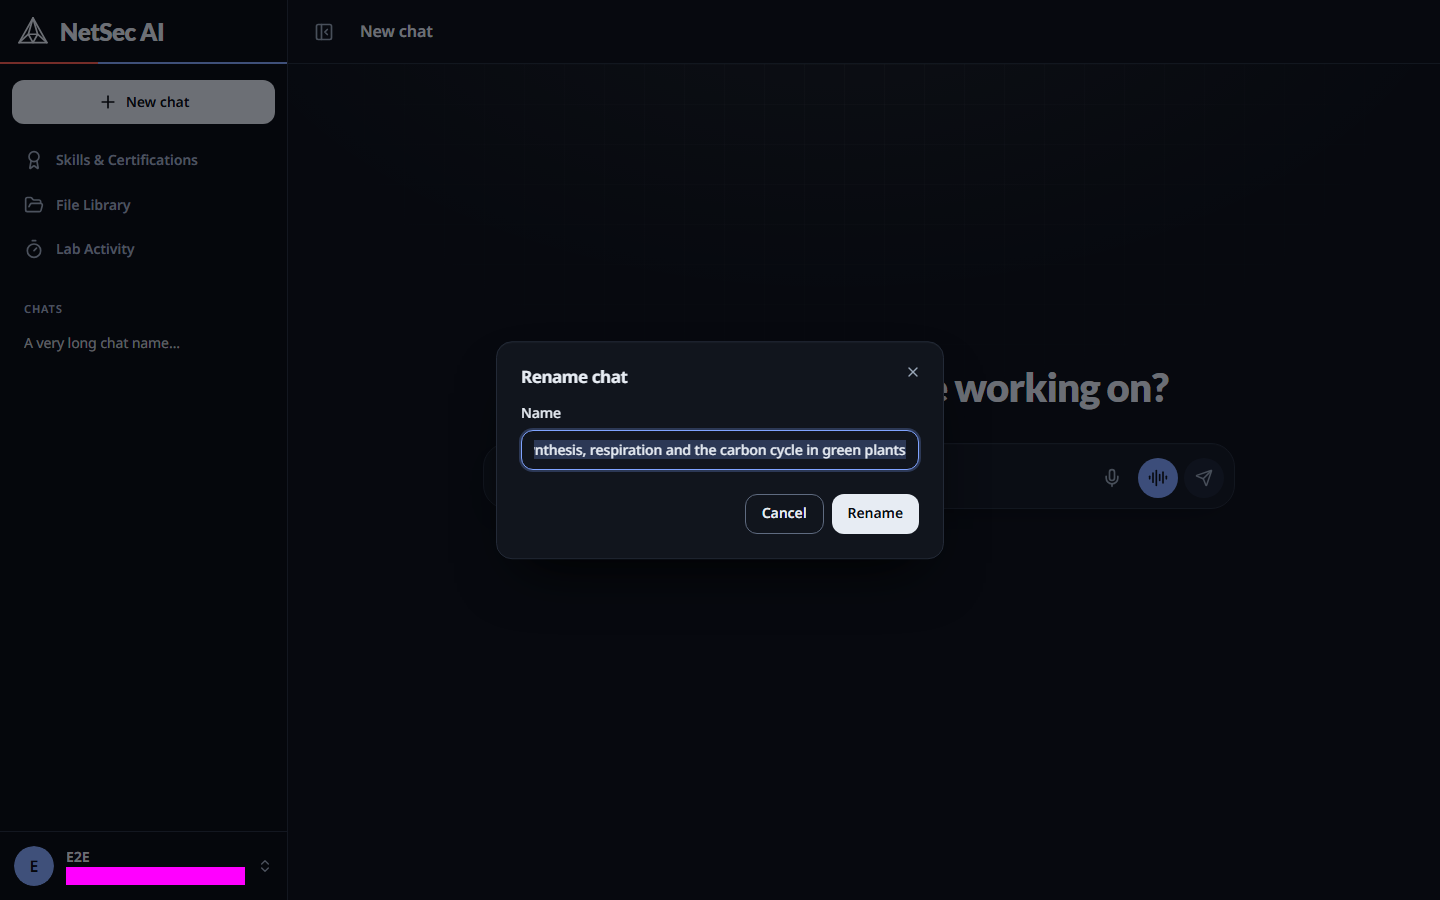 NetSec AI
New chat
New chat
Skills & Certifications
File Library
Lab Activity
CHATS
A very long chat name...
working on?
Rename chat
Name
nthesis, respiration and the carbon cycle in green plants
Cancel
Rename
E
E2E